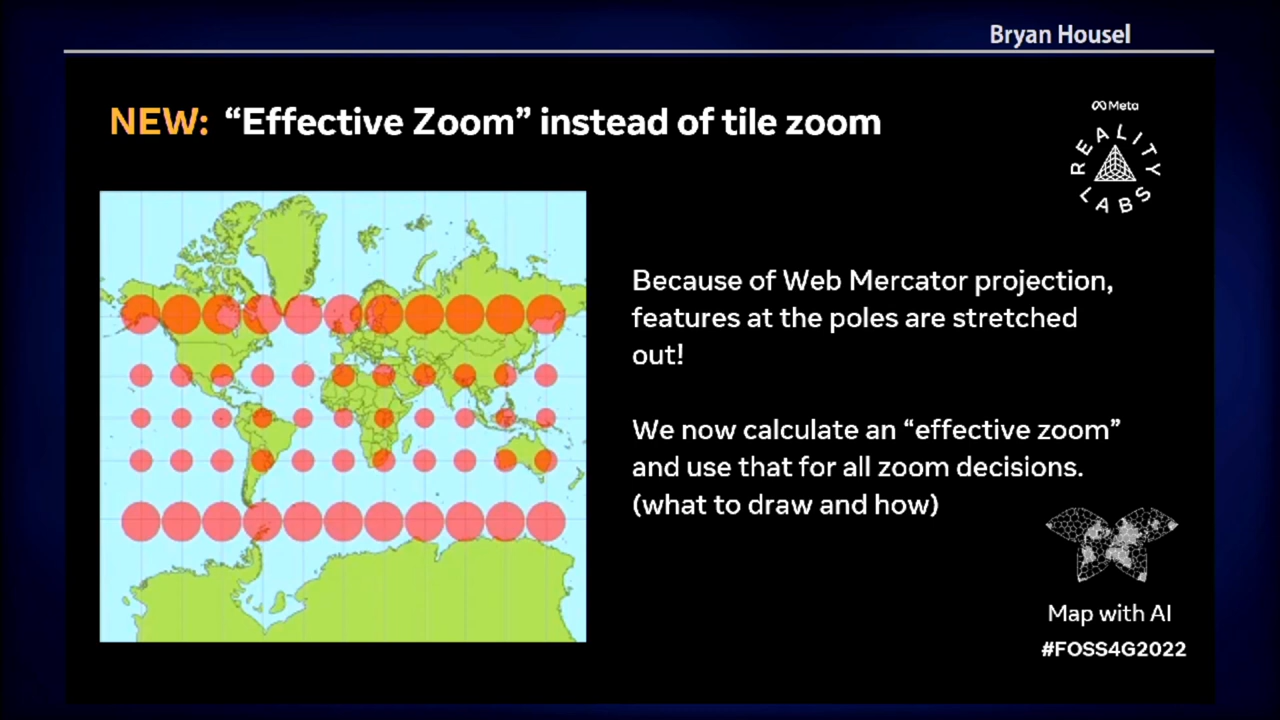 Bryan Housel
NEW: “Effective Zoom” instead of tile zoom
Meta
REALITY LABS
Because of Web Mercator projection,
features at the poles are stretched
out!
We now calculate an “effective zoom”
and use that for all zoom decisions.
(what to draw and how)
Map with AI
#FOSS4G2022